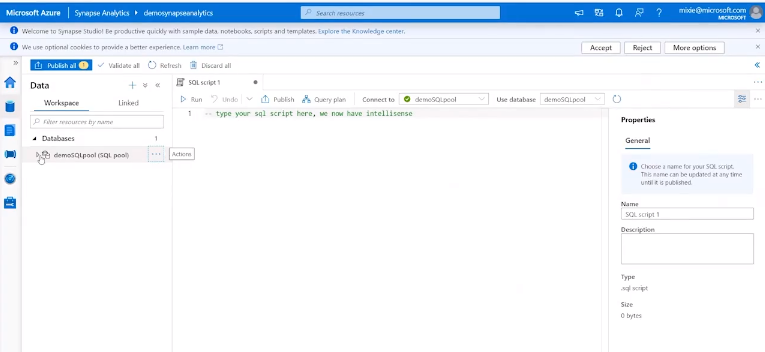 Microsoft Azure | Synapse Analytics ▸ demosynapseanalytics Search resources mixie@microsoft.com
MICROSOFT
Welcome to Synapse Studio! Be productive quickly with sample data, notebooks, scripts and templates. Explore the Knowledge center.
We use optional cookies to provide a better experience. Learn more Accept Reject More options
Publish all 1 Validate all Refresh Discard all
Data
Workspace Linked
Filter resources by name
Databases 1
demoSQLpool (SQL pool) ... Actions
SQL script 1
Run Undo Publish Query plan Connect to demoSQLpool Use database demoSQLpool
1 -- type your sql script here, we now have intellisense
Properties
General
Choose a name for your SQL script.
This name can be updated at any time
until it is published.
Name
SQL script 1
Description
Type
.sql script
Size
0 bytes